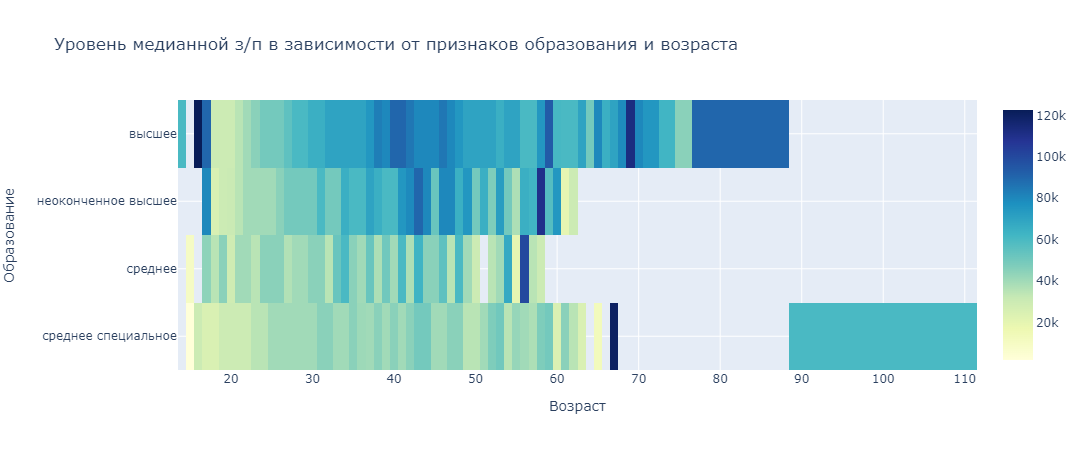 Уровень медианной з/п в зависимости от признаков образования и возраста
высшее
неоконченное высшее
среднее
среднее специальное
Образование
20 30 40 50 60 70 80 90 100 110
Возраст
120k
100k
80k
60k
40k
20k